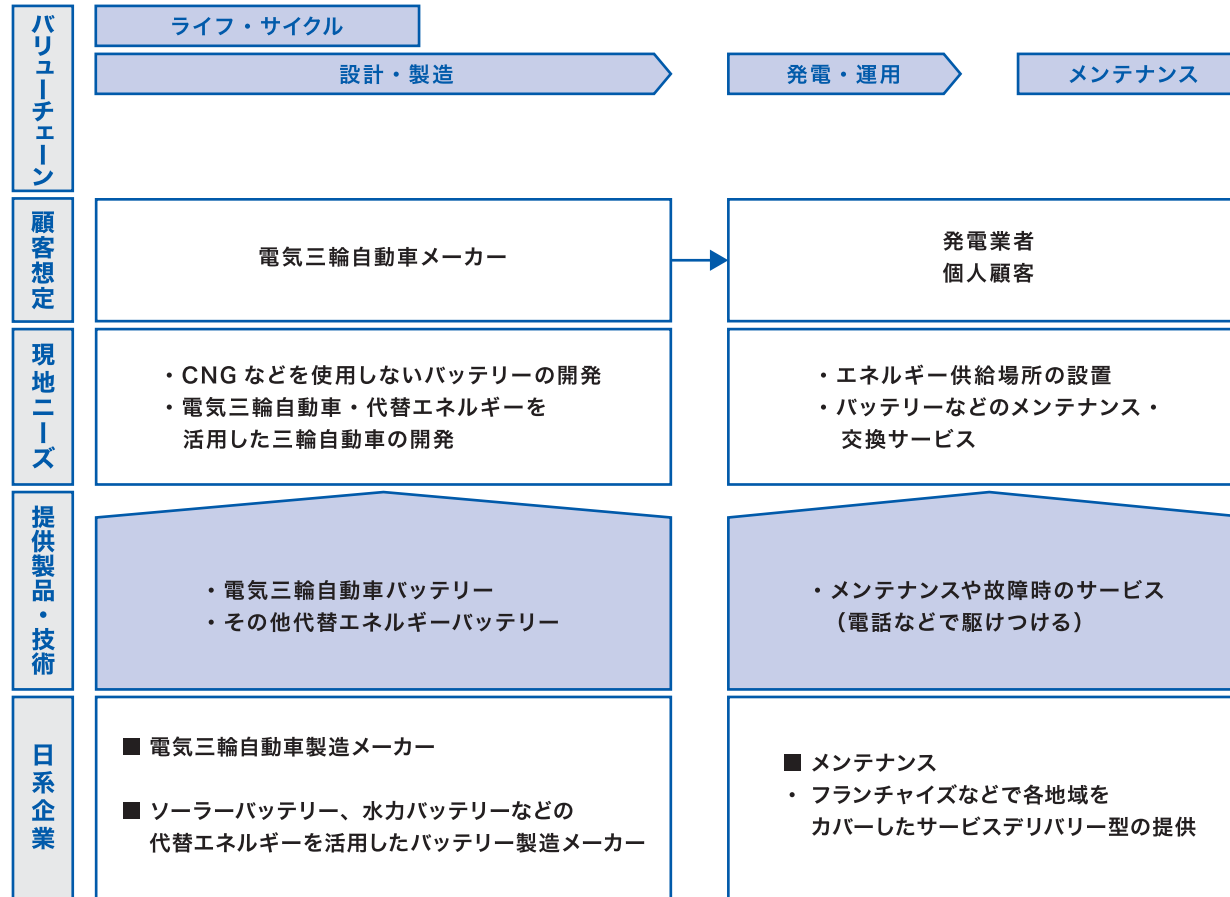 バリューチェーン
ライフ・サイクル
設計・製造
発電・運用
メンテナンス
顧客想定
電気三輪自動車メーカー
発電業者
個人顧客
現地ニーズ
・CNG などを使用しないバッテリーの開発
・電気三輪自動車・代替エネルギーを
活用した三輪自動車の開発
・エネルギー供給場所の設置
・バッテリーなどのメンテナンス・
交換サービス
提供製品・技術
・電気三輪自動車バッテリー
・その他代替エネルギーバッテリー
・メンテナンスや故障時のサービス
（電話などで駆けつける）
日系企業
■ 電気三輪自動車製造メーカー
■ ソーラーバッテリー、水力バッテリーなどの
代替エネルギーを活用したバッテリー製造メーカー
■ メンテナンス
・ フランチャイズなどで各地域を
カバーしたサービスデリバリー型の提供